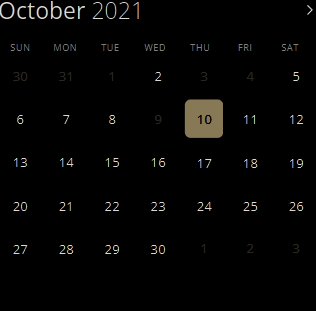 October 2021
SUN MON TUE WED THU FRI SAT
30 31 1 2 3 4 5
6 7 8 9 10 11 12
13 14 15 16 17 18 19
20 21 22 23 24 25 26
27 28 29 30 1 2 3